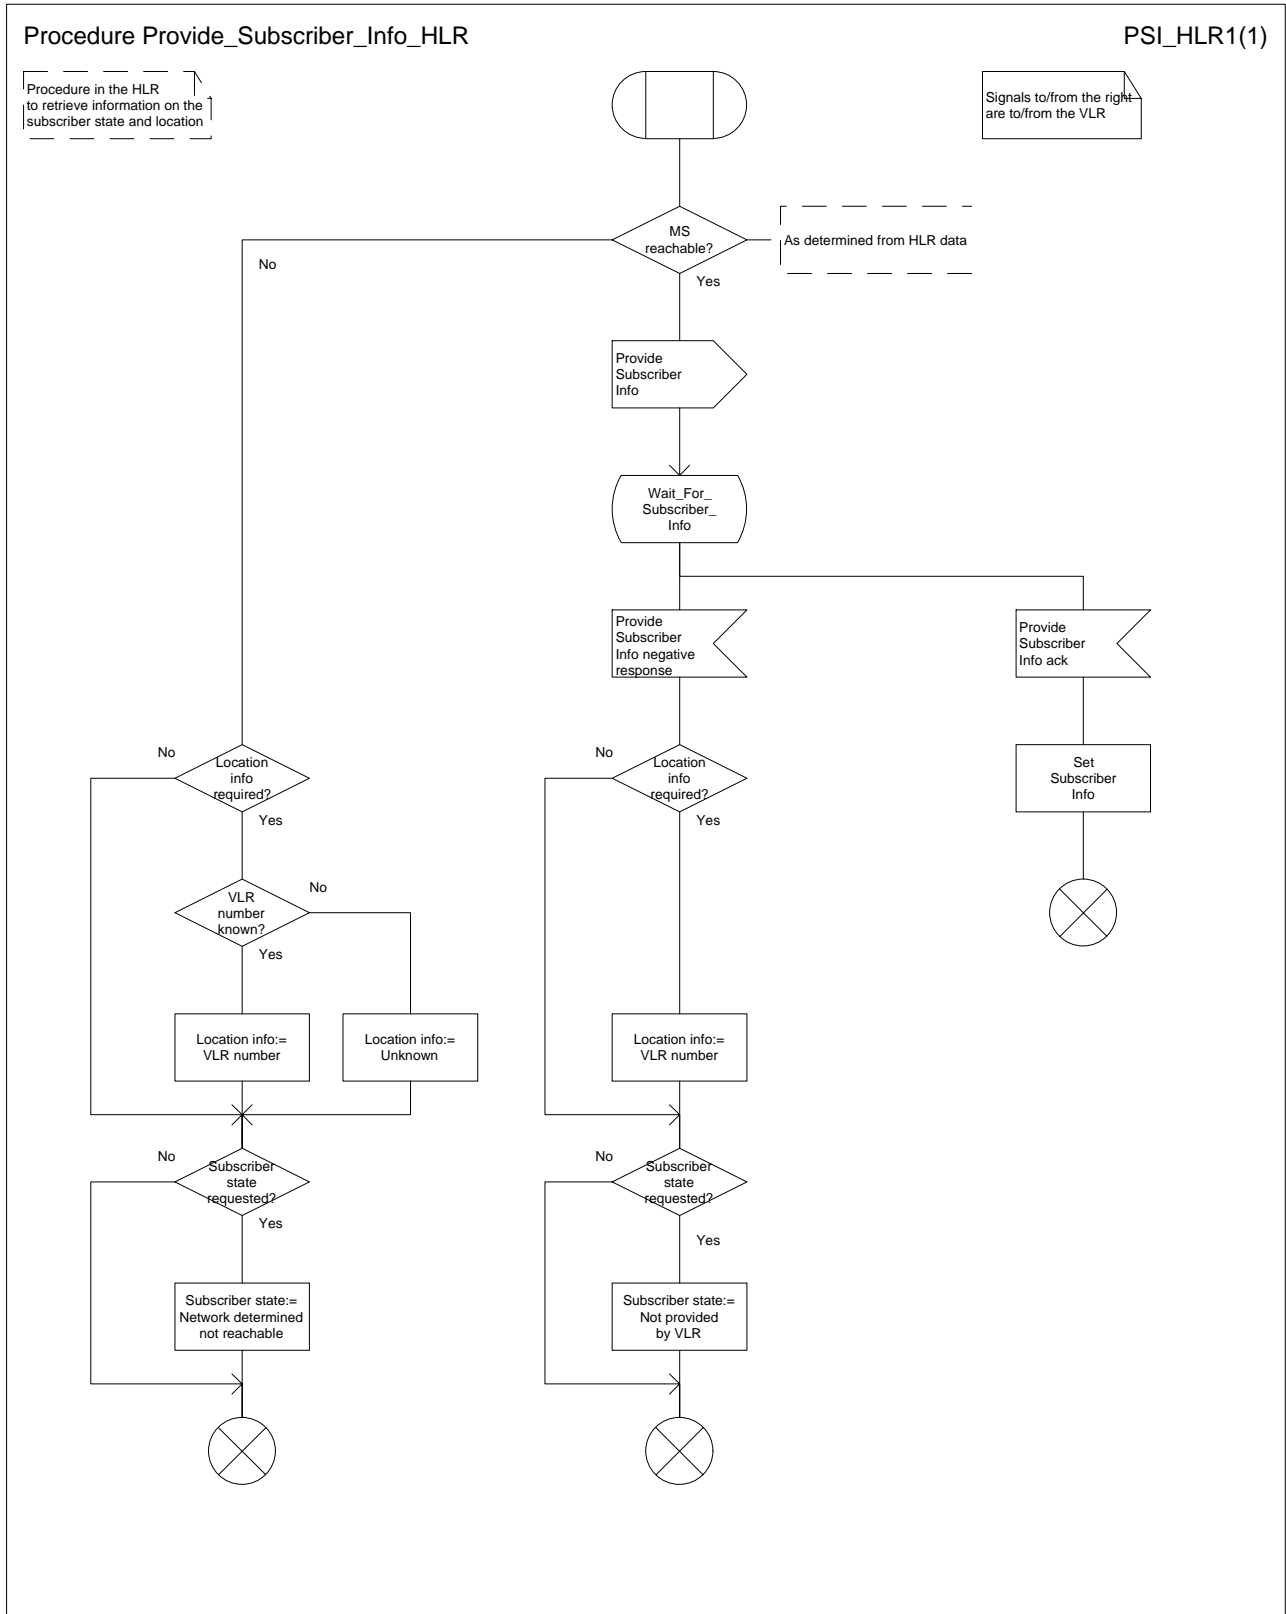 Procedure Provide_Subscriber_Info_HLR
PSI_HLR1(1)
Procedure in the HLR
to retrieve information on the
subscriber state and location
Signals to/from the right
are to/from the VLR
MS
reachable?
As determined from HLR data
No
Yes
Provide
Subscriber
Info
Wait_For_
Subscriber_
Info
Provide
Subscriber
Info negative
response
Provide
Subscriber
Info ack
No
Location
info
required?
Yes
No
Location
info
required?
Yes
Set
Subscriber
Info
VLR
number
known?
No
Yes
Location info:=
VLR number
Location info:=
Unknown
Location info:=
VLR number
No
Subscriber
state
requested?
Yes
No
Subscriber
state
requested?
Yes
Subscriber state:=
Network determined
not reachable
Subscriber state:=
Not provided
by VLR